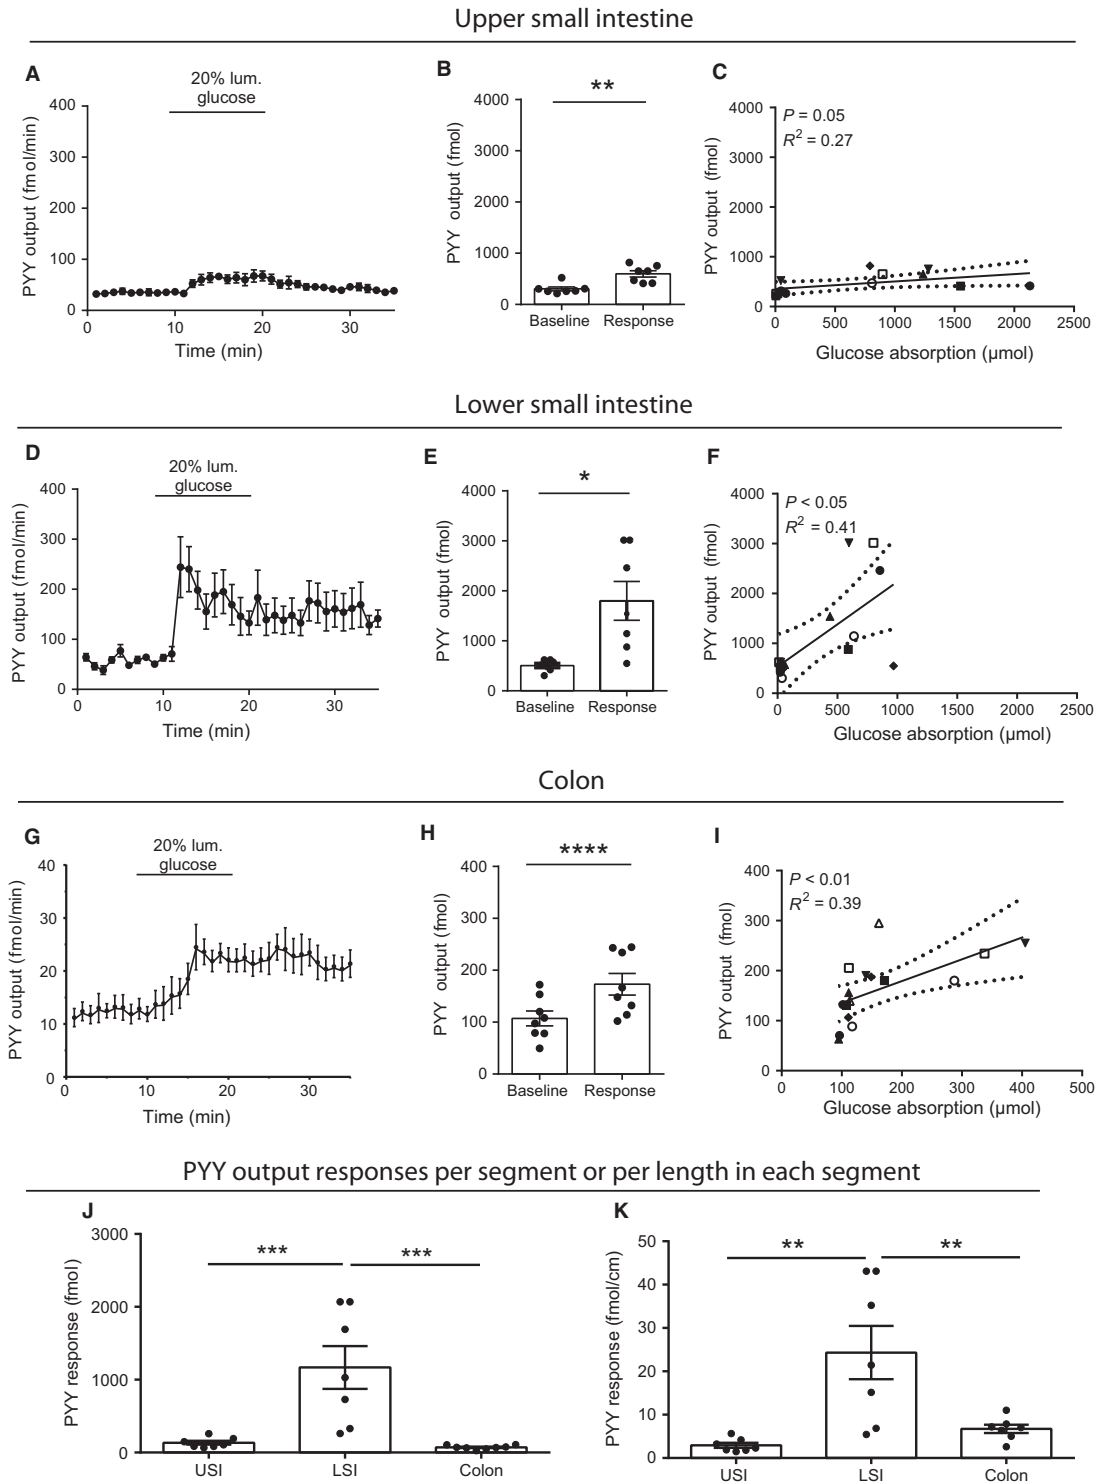 Upper small intestine
A
20% lum.
glucose
400
300
200
100
0
PYY output (fmol/min)
0 10 20 30
Time (min)
B
**
4000
3000
2000
1000
0
PYY output (fmol)
Baseline Response
C
P = 0.05
R² = 0.27
4000
3000
2000
1000
0
PYY output (fmol)
0 500 1000 1500 2000 2500
Glucose absorption (µmol)
Lower small intestine
D
20% lum.
glucose
400
300
200
100
0
PYY output (fmol/min)
0 10 20 30
Time (min)
E
*
4000
3000
2000
1000
0
PYY output (fmol)
Baseline Response
F
P < 0.05
R² = 0.41
4000
3000
2000
1000
0
PYY output (fmol)
0 500 1000 1500 2000 2500
Glucose absorption (µmol)
Colon
G
20% lum.
glucose
40
30
20
10
0
PYY output (fmol/min)
0 10 20 30
Time (min)
H
****
400
300
200
100
0
PYY output (fmol)
Baseline Response
I
P < 0.01
R² = 0.39
400
300
200
100
0
PYY output (fmol)
0 100 200 300 400 500
Glucose absorption (µmol)
PYY output responses per segment or per length in each segment
J
*** ***
3000
2000
1000
0
PYY response (fmol)
USI LSI Colon
K
** **
50
40
30
20
10
0
PYY response (fmol/cm)
USI LSI Colon